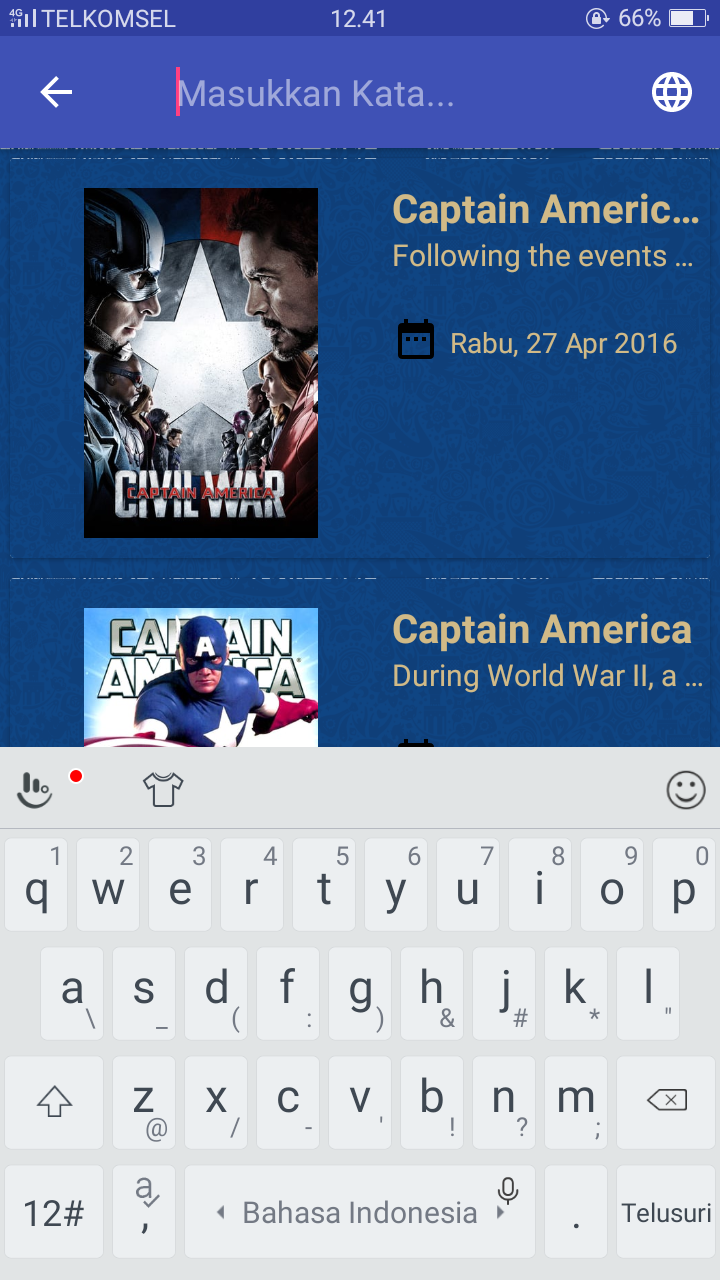 4G TELKOMSEL 12.41 66%
Masukkan Kata...
Captain Americ...
Following the events ...
Rabu, 27 Apr 2016
CIVIL WAR
CAPTAIN AMERICA
CAPTAIN
AMERICA
A
Captain America
During World War II, a ...
1 2 3 4 5 6 7 8 9 0
q w e r t y u i o p
a s d f g h j k l
\ _ ( : ) & # * "
z x c v b n m
@ / - ' ! ? ;
12# a , Bahasa Indonesia . Telusuri